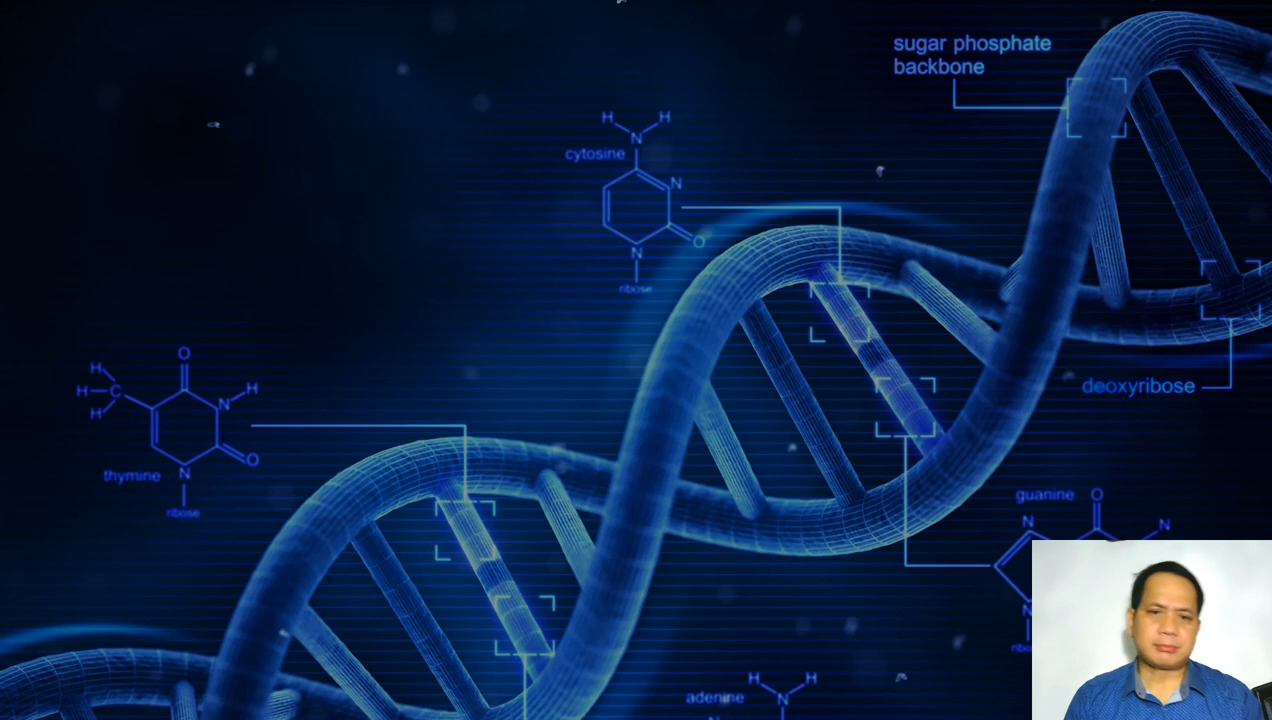 sugar phosphate
backbone
H H
N
cytosine
N
O
N
ribose
deoxyribose
O
H
H C
H
H
N
O
thymine
N
ribose
guanine
O
N
N
N
adenine
H H
N